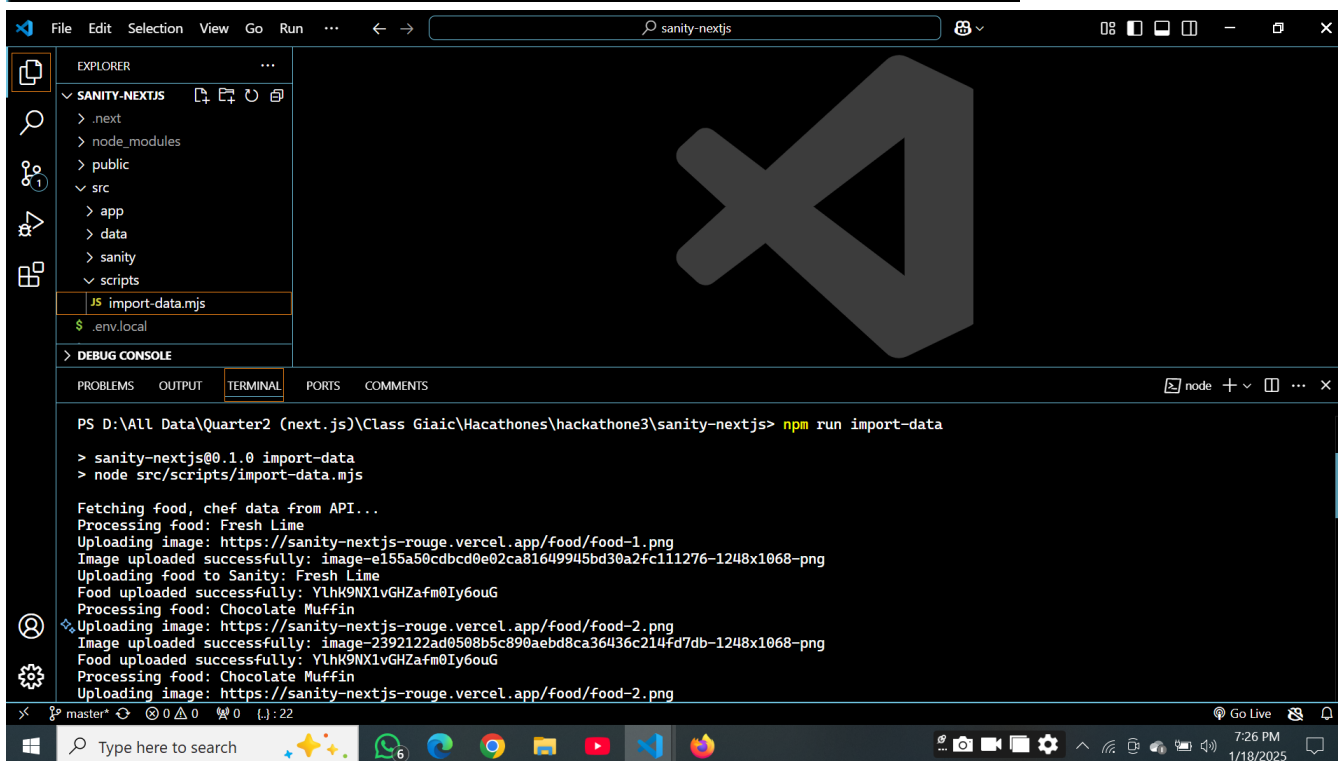 File Edit Selection View Go Run ··· ← → sanity-nextjs
EXPLORER ···
SANITY-NEXTJS
.next
node_modules
public
src
app
data
sanity
scripts
JS import-data.mjs
$ .env.local
DEBUG CONSOLE
1
PROBLEMS OUTPUT TERMINAL PORTS COMMENTS node
PS D:\All Data\Quarter2 (next.js)\Class Giaic\Hacathones\hackathone3\sanity-nextjs> npm run import-data
> sanity-nextjs@0.1.0 import-data
> node src/scripts/import-data.mjs
Fetching food, chef data from API...
Processing food: Fresh Lime
Uploading image: https://sanity-nextjs-rouge.vercel.app/food/food-1.png
Image uploaded successfully: image-e155a50cdbcd0e02ca81649945bd30a2fc111276-1248x1068-png
Uploading food to Sanity: Fresh Lime
Food uploaded successfully: YlhK9NX1vGHZafm0Iy6ouG
Processing food: Chocolate Muffin
Uploading image: https://sanity-nextjs-rouge.vercel.app/food/food-2.png
Image uploaded successfully: image-2392122ad0508b5c890aebd8ca36436c214fd7db-1248x1068-png
Food uploaded successfully: YlhK9NX1vGHZafm0Iy6ouG
Processing food: Chocolate Muffin
Uploading image: https://sanity-nextjs-rouge.vercel.app/food/food-2.png
master* 0 0 0 {..} : 22 Go Live
Type here to search 6 7:26 PM
1/18/2025